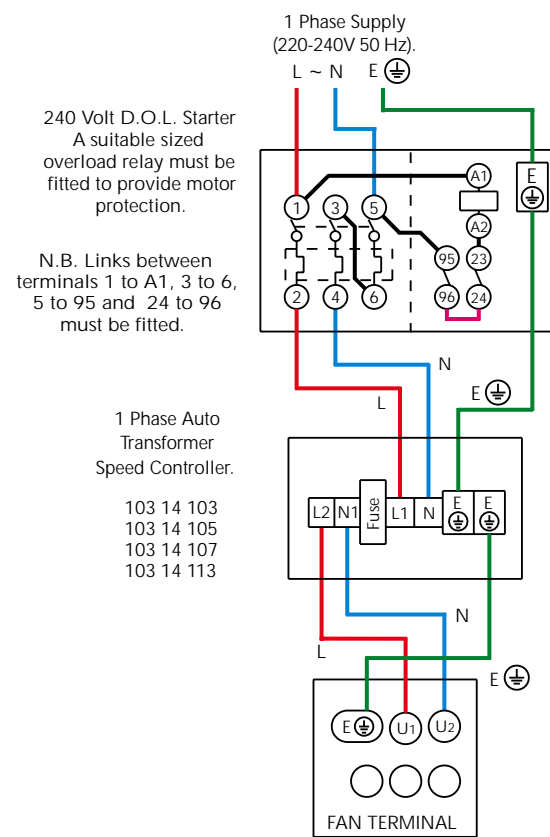 1 Phase Supply
(220-240V 50 Hz).
L ~ N E
240 Volt D.O.L. Starter
A suitable sized
overload relay must be
fitted to provide motor
protection.
N.B. Links between
terminals 1 to A1, 3 to 6,
5 to 95 and 24 to 96
must be fitted.
A1
E
1 3 5
A2
95 23
2 4 6 96 24
N
L
E
1 Phase Auto
Transformer
Speed Controller.
103 14 103
103 14 105
103 14 107
103 14 113
L2 N1 Fuse L1 N E E
N
L
E
E U1 U2
FAN TERMINAL